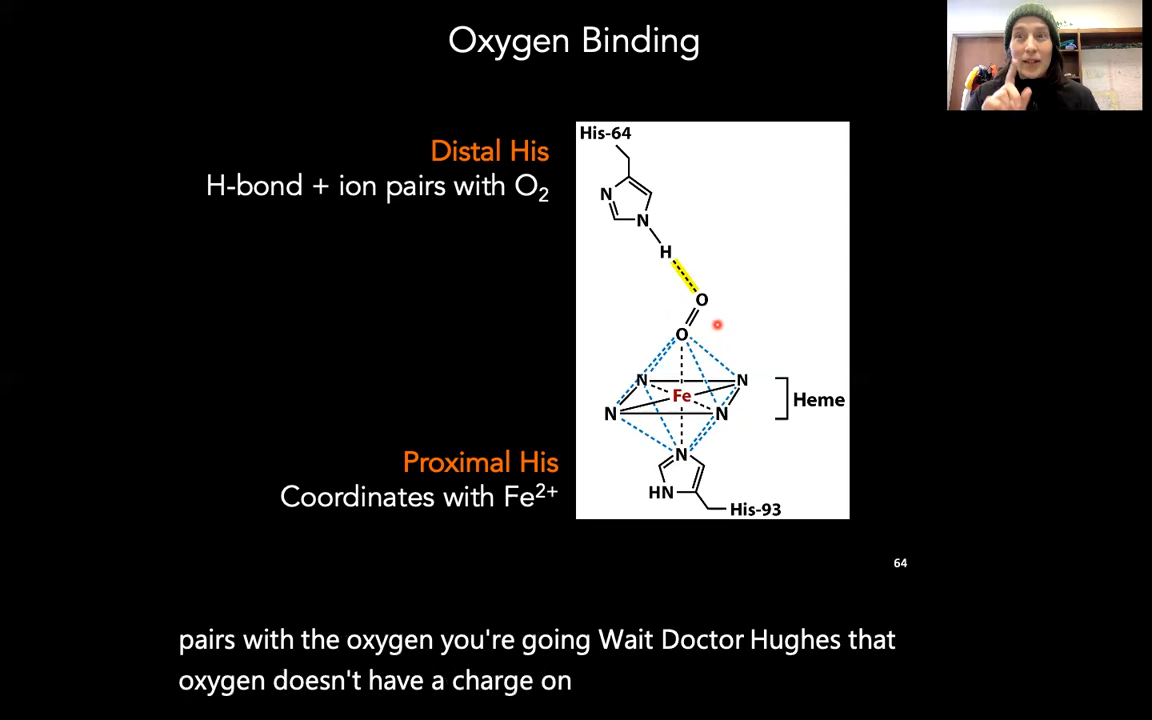 Oxygen Binding
Distal His
H-bond + ion pairs with O₂
His-64
N
N
H
O
O
N
N
Fe
N
N
Heme
Proximal His
Coordinates with Fe²⁺
N
HN
His-93
64
pairs with the oxygen you're going Wait Doctor Hughes that
oxygen doesn't have a charge on